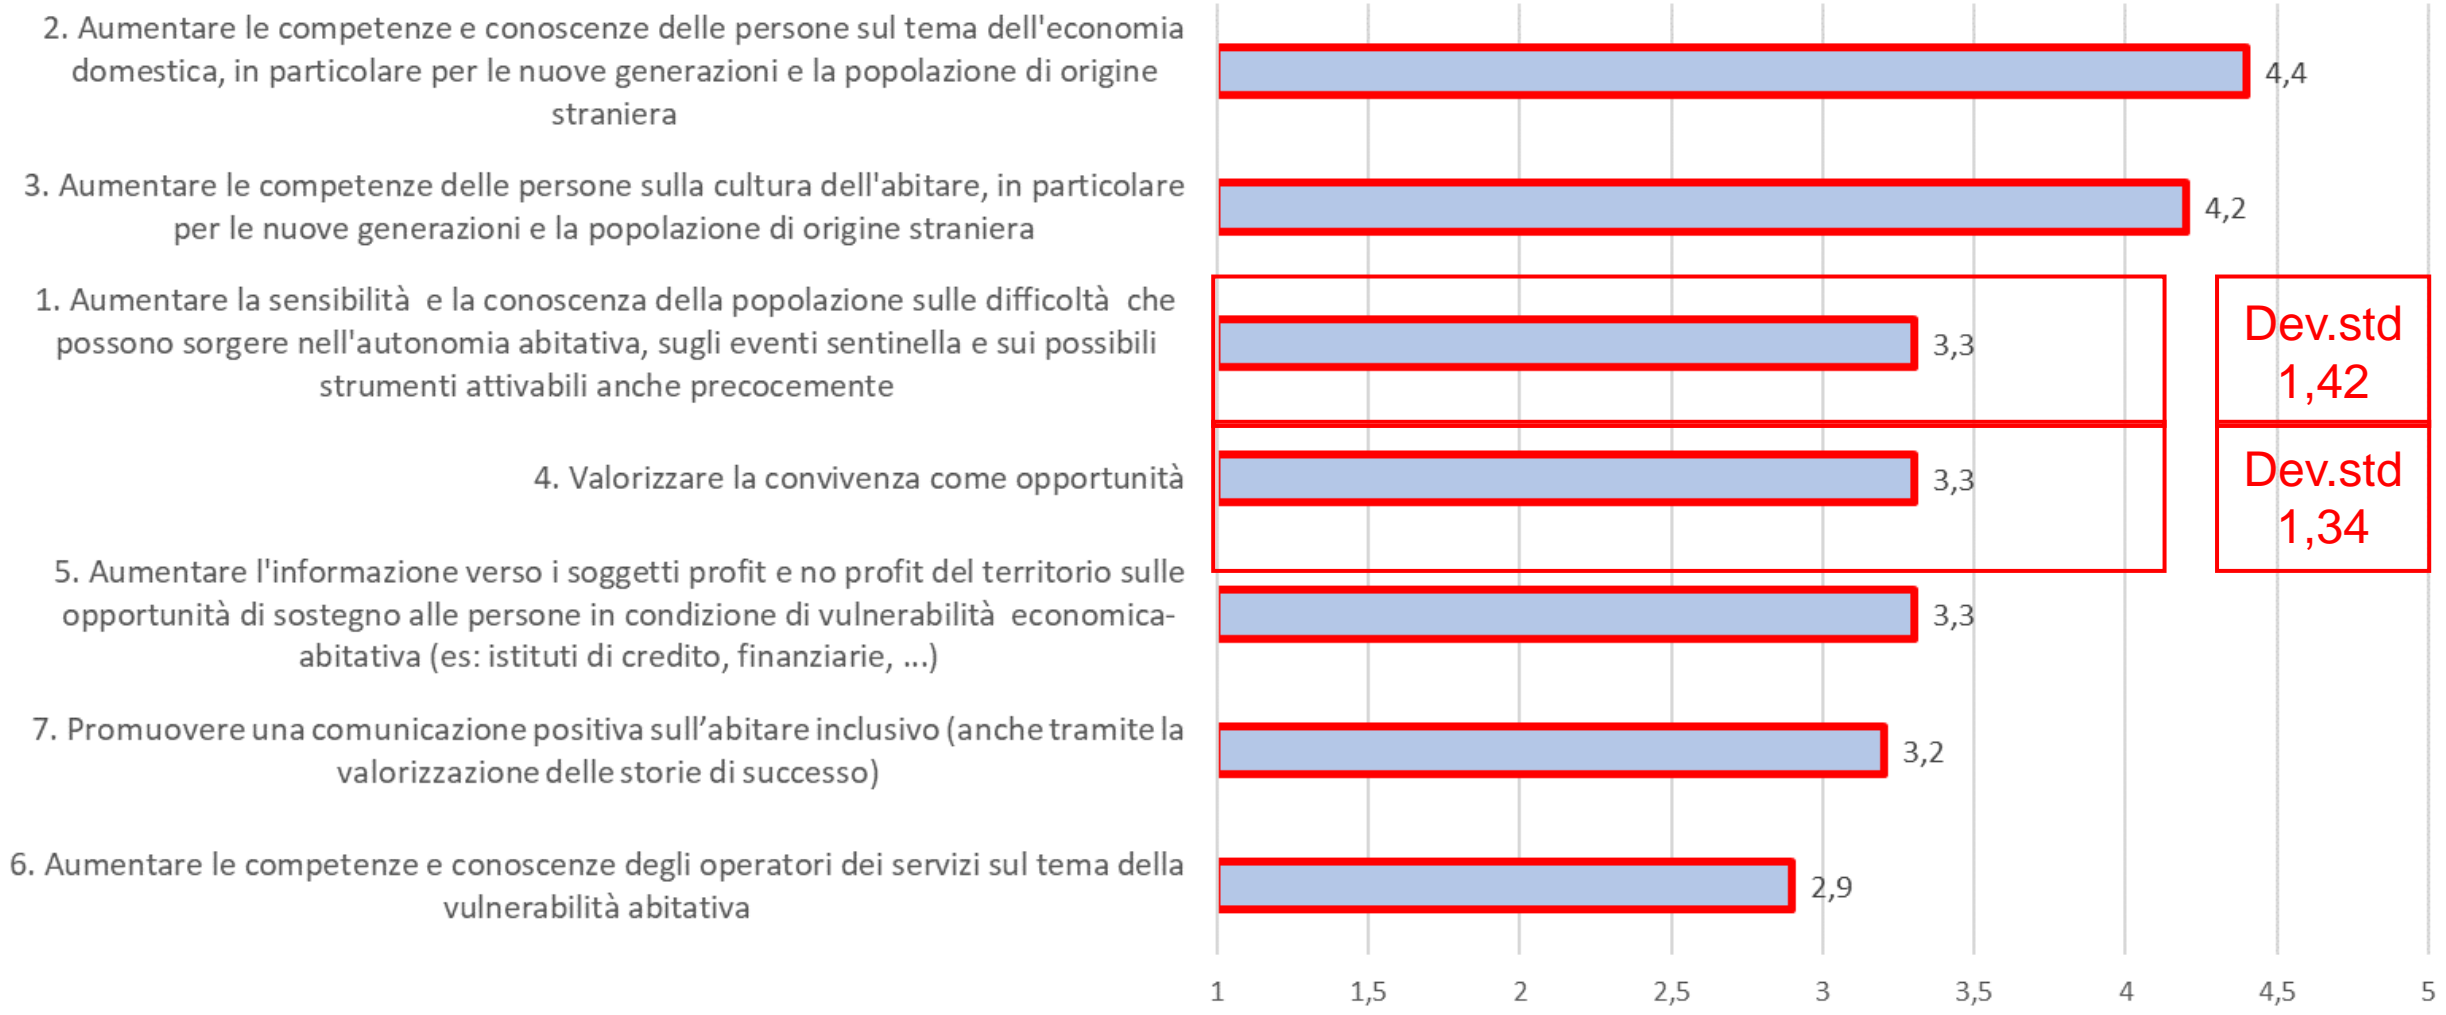 2. Aumentare le competenze e conoscenze delle persone sul tema dell'economia
domestica, in particolare per le nuove generazioni e la popolazione di origine
straniera
4,4
3. Aumentare le competenze delle persone sulla cultura dell'abitare, in particolare
per le nuove generazioni e la popolazione di origine straniera
4,2
1. Aumentare la sensibilità e la conoscenza della popolazione sulle difficoltà che
possono sorgere nell'autonomia abitativa, sugli eventi sentinella e sui possibili
strumenti attivabili anche precocemente
3,3
Dev.std
1,42
4. Valorizzare la convivenza come opportunità
3,3
Dev.std
1,34
5. Aumentare l'informazione verso i soggetti profit e no profit del territorio sulle
opportunità di sostegno alle persone in condizione di vulnerabilità economica-
abitativa (es: istituti di credito, finanziarie, ...)
3,3
7. Promuovere una comunicazione positiva sull’abitare inclusivo (anche tramite la
valorizzazione delle storie di successo)
3,2
6. Aumentare le competenze e conoscenze degli operatori dei servizi sul tema della
vulnerabilità abitativa
2,9
1 1,5 2 2,5 3 3,5 4 4,5 5